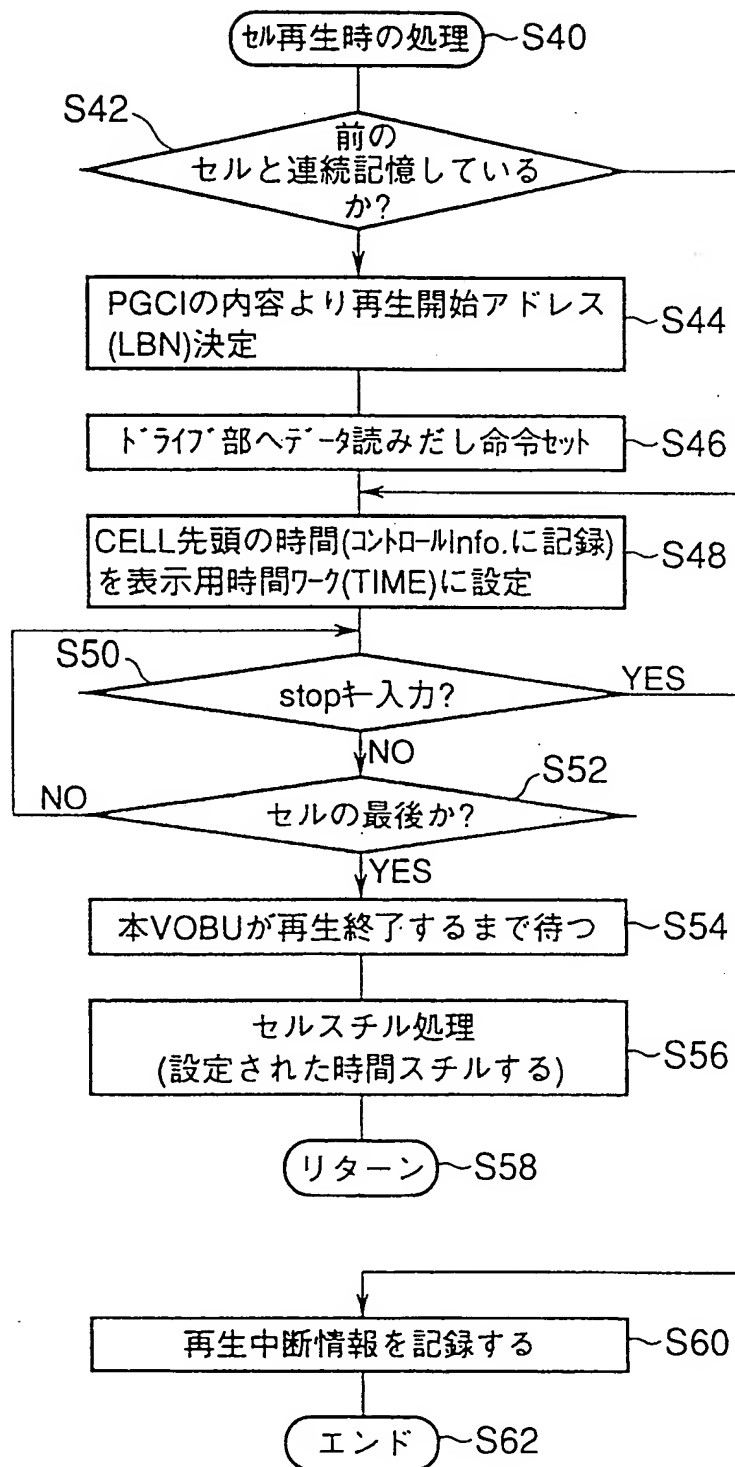 セル再生時の処理 S40
S42
前の
セルと連続記憶している
か?
PGCIの内容より再生開始アドレス
(LBN)決定
S44
ドライブ部へデータ読みだし命令セット S46
CELL先頭の時間(コントロールInfo.に記録)
を表示用時間ワーク(TIME)に設定
S48
S50
stopキー入力?
YES
NO
S52
NO
セルの最後か?
YES
本VOBUが再生終了するまで待つ S54
セルスチル処理
(設定された時間スチルする)
S56
リターン S58
再生中断情報を記録する S60
エンド S62